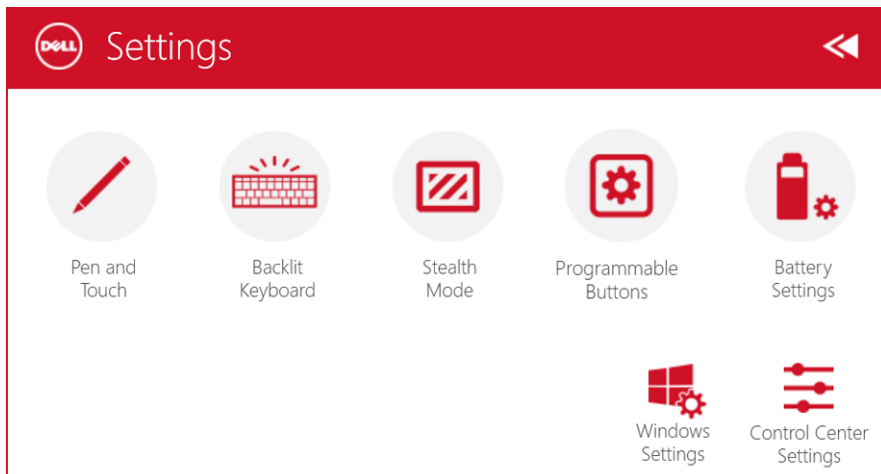 DELL
Settings
Pen and
Touch
Backlit
Keyboard
Stealth
Mode
Programmable
Buttons
Battery
Settings
Windows
Settings
Control Center
Settings